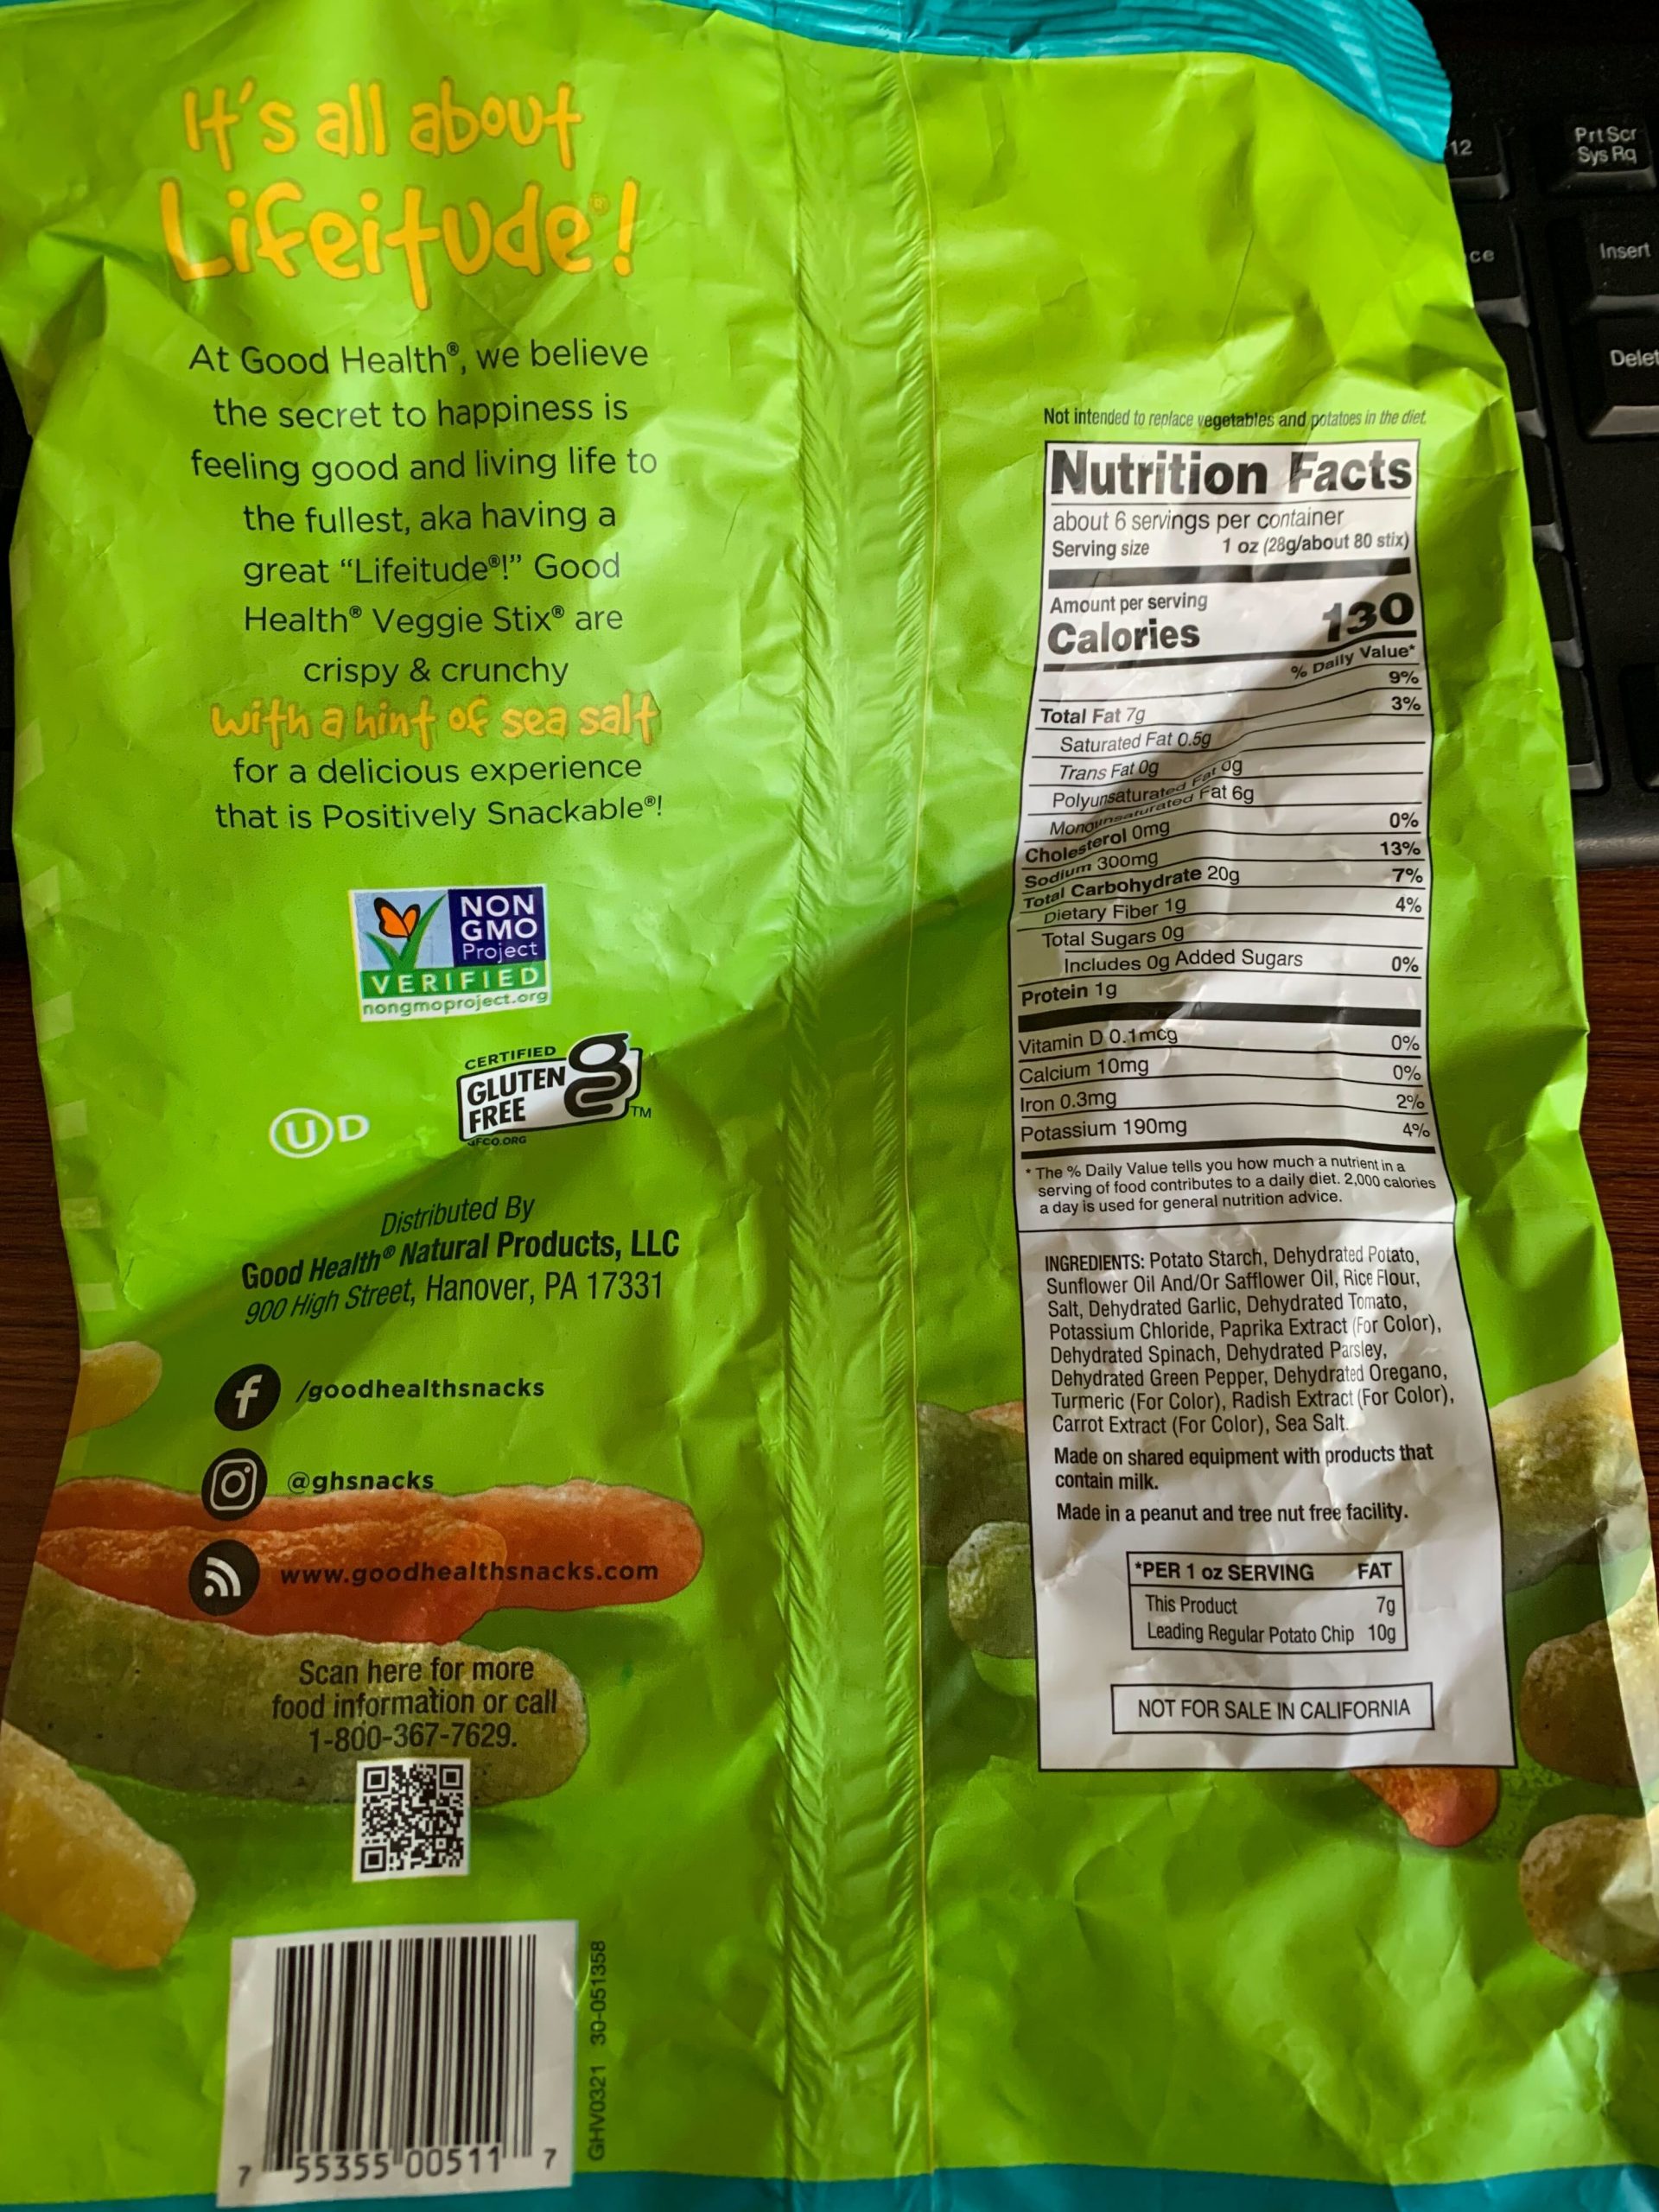 It's all about
Lifeitude®!
At Good Health®, we believe
the secret to happiness is
feeling good and living life to
the fullest, aka having a
great “Lifeitude®!” Good
Health® Veggie Stix® are
crispy & crunchy
with a hint of sea salt
for a delicious experience
that is Positively Snackable®!
NON
GMO
Project
VERIFIED
nongmoproject.org
CERTIFIED
GLUTEN
FREE
TM
GFCO.ORG
U D
Distributed By
Good Health® Natural Products, LLC
900 High Street, Hanover, PA 17331
/goodhealthsnacks
@ghsnacks
www.goodhealthsnacks.com
Scan here for more
food information or call
1-800-367-7629.
7 55355 00511 7
GHV0321 30-051358
Not intended to replace vegetables and potatoes in the diet.
Nutrition Facts
about 6 servings per container
Serving size 1 oz (28g/about 80 stix)
Amount per serving
Calories 130
% Daily Value*
Total Fat 7g 9%
Saturated Fat 0.5g 3%
Trans Fat 0g
Polyunsaturated Fat 0g
Monounsaturated Fat 6g
Cholesterol 0mg 0%
Sodium 300mg 13%
Total Carbohydrate 20g 7%
Dietary Fiber 1g 4%
Total Sugars 0g
Includes 0g Added Sugars 0%
Protein 1g
Vitamin D 0.1mcg 0%
Calcium 10mg 0%
Iron 0.3mg 2%
Potassium 190mg 4%
* The % Daily Value tells you how much a nutrient in a
serving of food contributes to a daily diet. 2,000 calories
a day is used for general nutrition advice.
INGREDIENTS: Potato Starch, Dehydrated Potato,
Sunflower Oil And/Or Safflower Oil, Rice Flour,
Salt, Dehydrated Garlic, Dehydrated Tomato,
Potassium Chloride, Paprika Extract (For Color),
Dehydrated Spinach, Dehydrated Parsley,
Dehydrated Green Pepper, Dehydrated Oregano,
Turmeric (For Color), Radish Extract (For Color),
Carrot Extract (For Color), Sea Salt.
Made on shared equipment with products that
contain milk.
Made in a peanut and tree nut free facility.
*PER 1 oz SERVING FAT
This Product 7g
Leading Regular Potato Chip 10g
NOT FOR SALE IN CALIFORNIA
12
Prt Scr
Sys Rq
ce
Insert
Delet